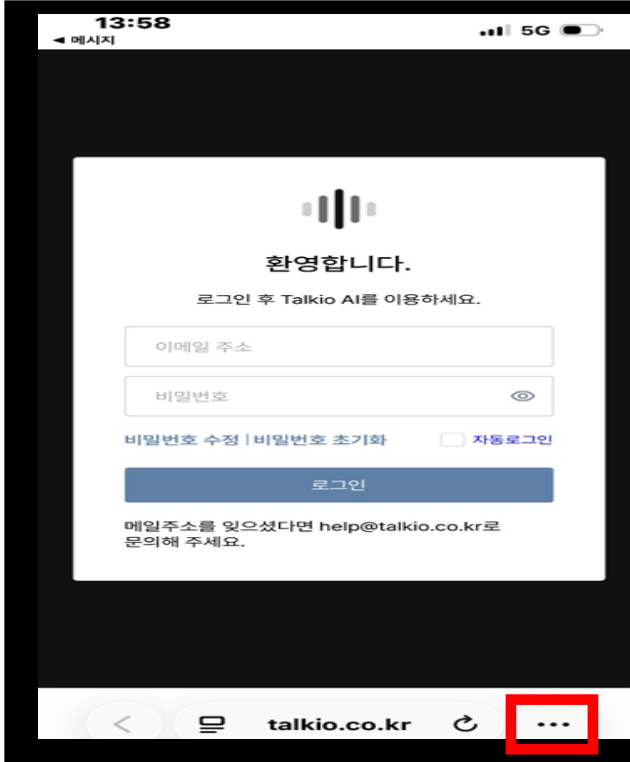 13:58
◀ 메시지
5G
환영합니다.
로그인 후 Talkio AI를 이용하세요.
이메일 주소
비밀번호
비밀번호 수정 | 비밀번호 초기화
자동로그인
로그인
메일주소를 잊으셨다면 help@talkio.co.kr로
문의해 주세요.
talkio.co.kr